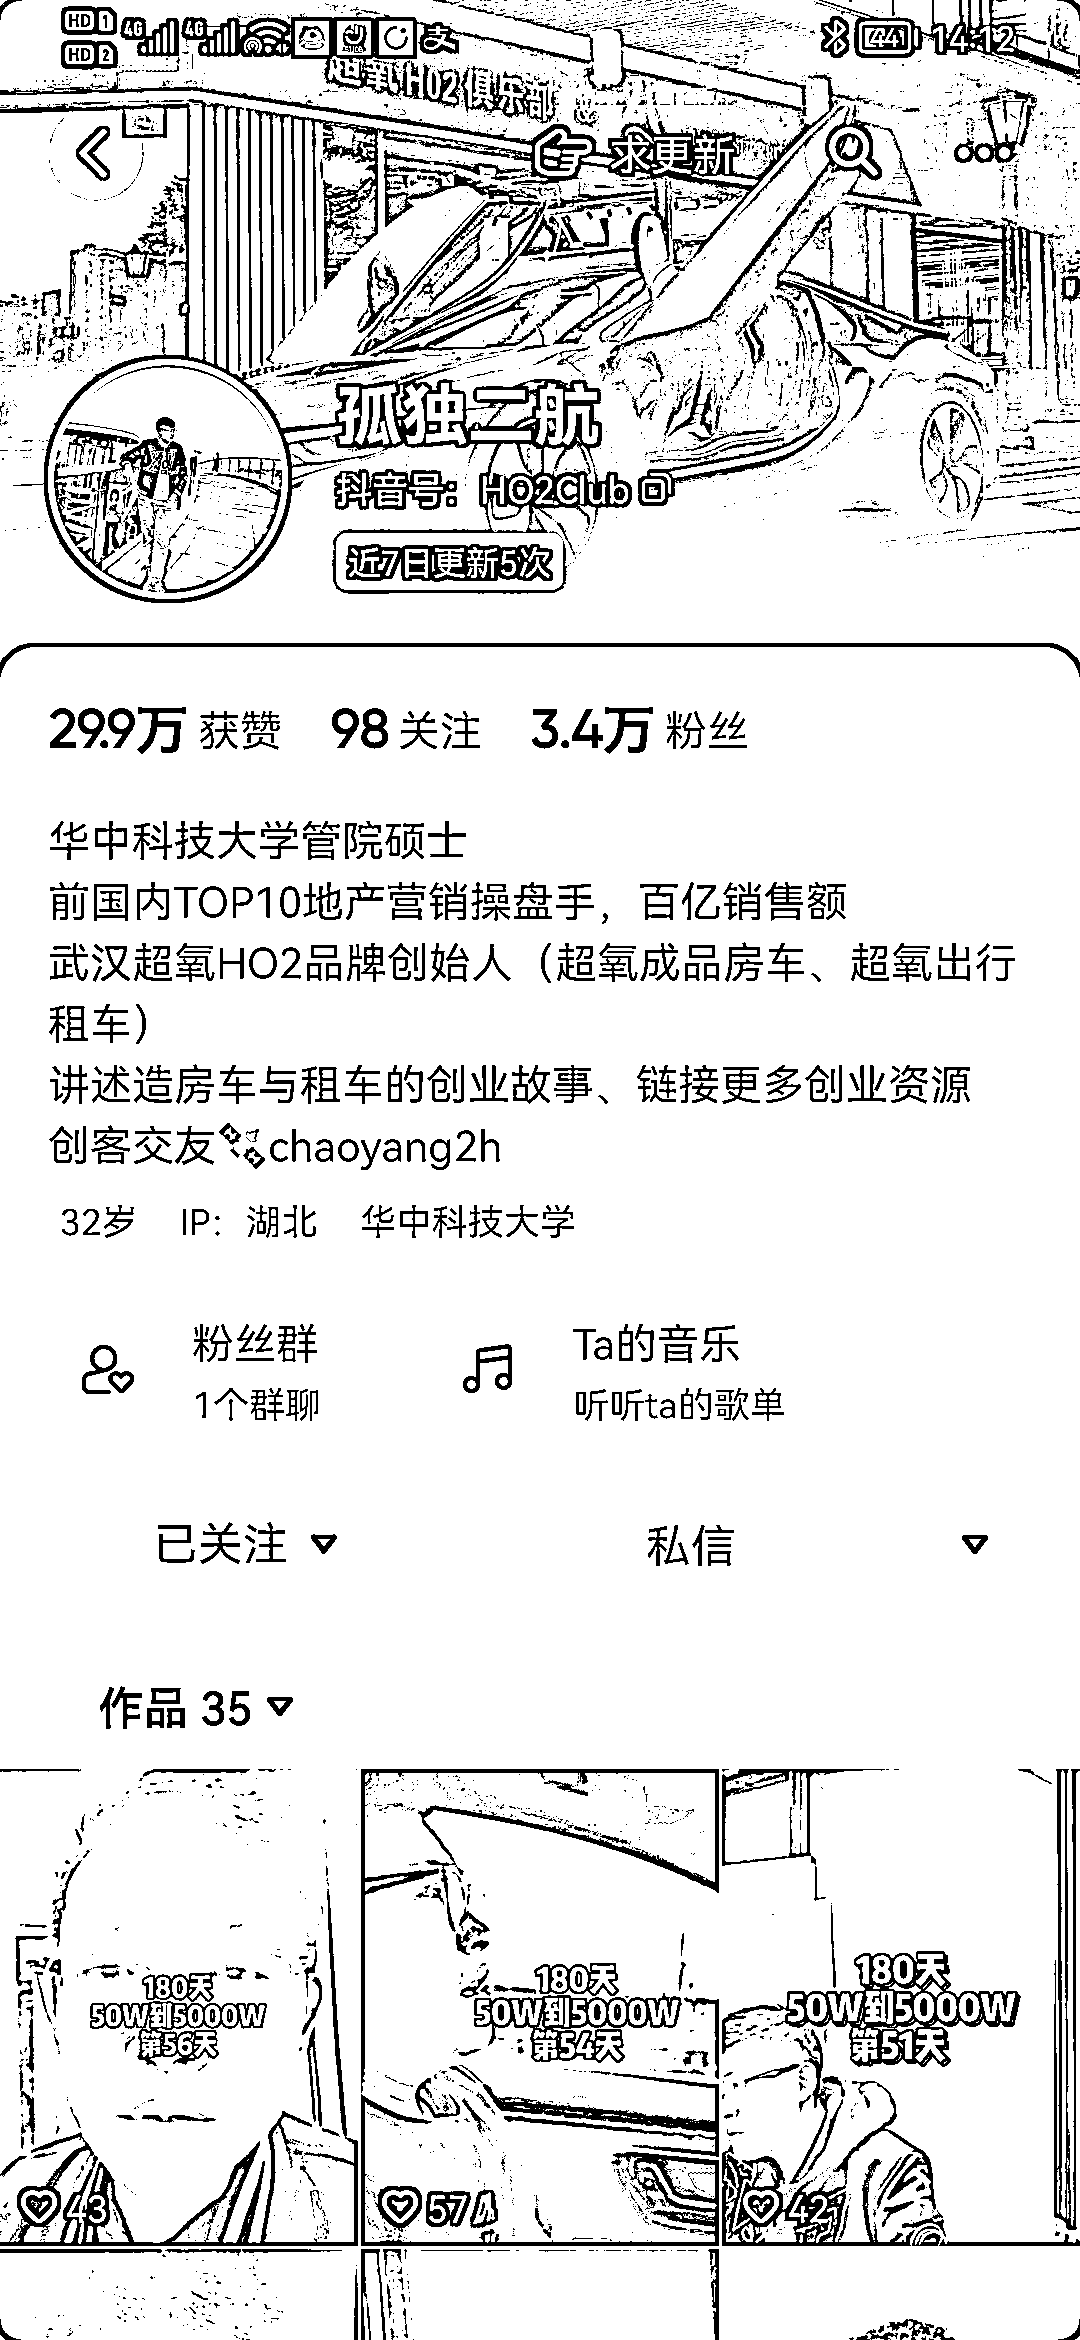 HD 1 4G 4G 支 44 14:12
HD 2
超氧HO2俱乐部
求更新
孤独二航
抖音号：HO2Club
近7日更新5次
29.9万 获赞 98 关注 3.4万 粉丝
华中科技大学管院硕士
前国内TOP10地产营销操盘手，百亿销售额
武汉超氧HO2品牌创始人（超氧成品房车、超氧出行
租车）
讲述造房车与租车的创业故事、链接更多创业资源
创客交友chaoyang2h
32岁 IP：湖北 华中科技大学
粉丝群 Ta的音乐
1个群聊 听听ta的歌单
已关注 私信
作品 35
180天
50W到5000W
第56天
43
180天
50W到5000W
第54天
57
180天
50W到5000W
第51天
42